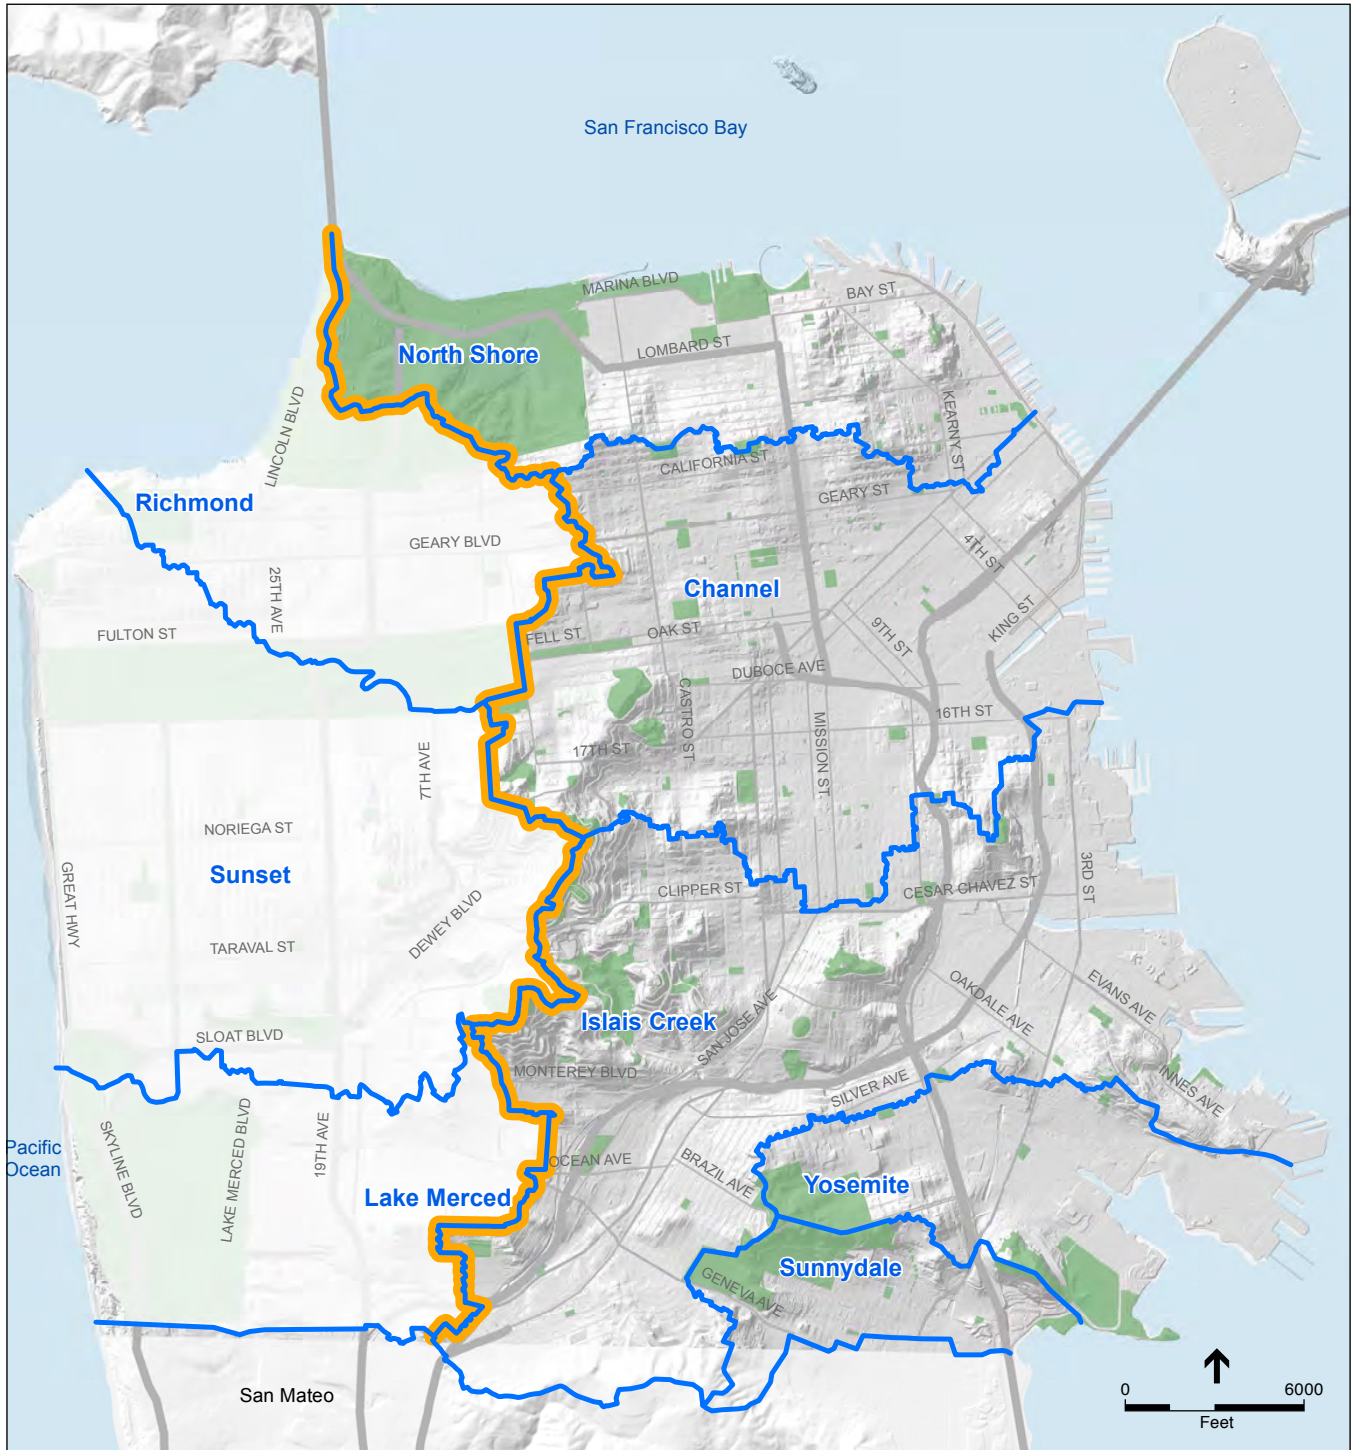 San Francisco Bay
MARINA BLVD
BAY ST
LOMBARD ST
North Shore
LINCOLN BLVD
KEARNY ST
CALIFORNIA ST
GEARY ST
Richmond
GEARY BLVD
4TH ST
25TH AVE
Channel
KING ST
FULTON ST
FELL ST
OAK ST
9TH ST
DUBOCE AVE
CASTRO ST
16TH ST
MISSION ST
17TH ST
7TH AVE
NORIEGA ST
Sunset
3RD ST
CLIPPER ST
CESAR CHAVEZ ST
GREAT HWY
DEWEY BLVD
TARAVAL ST
OAKDALE AVE
EVANS AVE
Islais Creek
SAN JOSE AVE
SLOAT BLVD
MONTEREY BLVD
SILVER AVE
INNES AVE
Pacific
Ocean
SKYLINE BLVD
LAKE MERCED BLVD
19TH AVE
OCEAN AVE
BRAZIL AVE
Lake Merced
Yosemite
Sunnydale
GENEVA AVE
San Mateo
0 6000
Feet